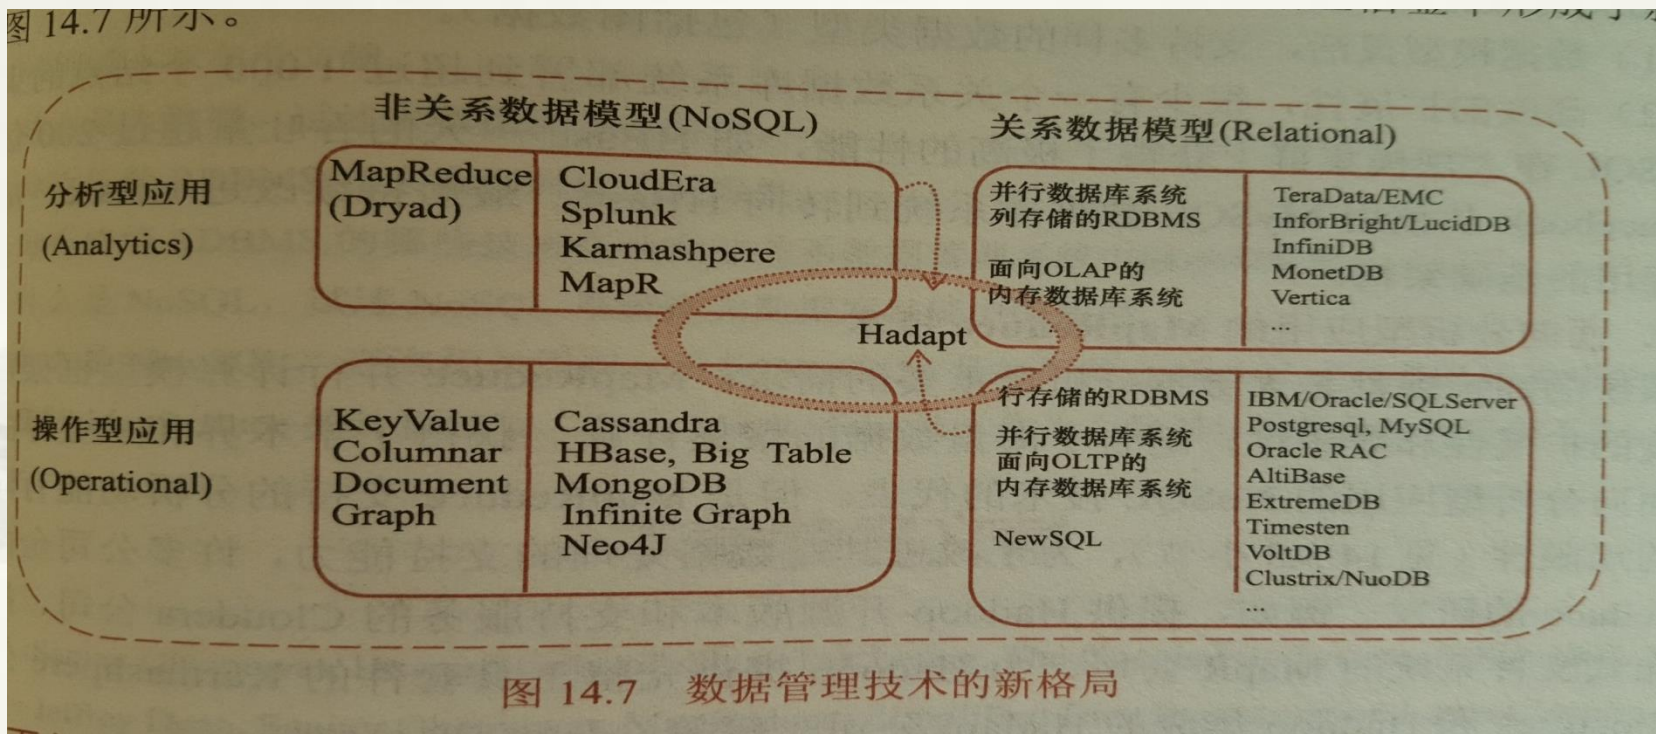 图 14.7 所示。
非关系数据模型(NoSQL)
关系数据模型(Relational)
分析型应用
(Analytics)
MapReduce
(Dryad)
CloudEra
Splunk
Karmashpere
MapR
并行数据库系统
列存储的RDBMS
面向OLAP的
内存数据库系统
TeraData/EMC
InforBright/LucidDB
InfiniDB
MonetDB
Vertica
...
Hadapt
操作型应用
(Operational)
KeyValue
Columnar
Document
Graph
Cassandra
HBase, Big Table
MongoDB
Infinite Graph
Neo4J
行存储的RDBMS
并行数据库系统
面向OLTP的
内存数据库系统
NewSQL
IBM/Oracle/SQLServer
Postgresql, MySQL
Oracle RAC
AltiBase
ExtremeDB
Timesten
VoltDB
Clustrix/NuoDB
...
图 14.7 数据管理技术的新格局